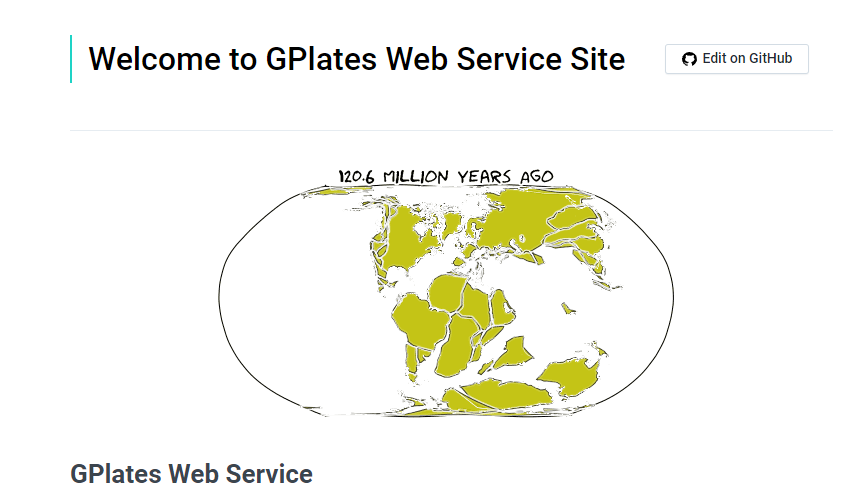 Welcome to GPlates Web Service Site
Edit on GitHub
120.6 MILLION YEARS AGO
GPlates Web Service